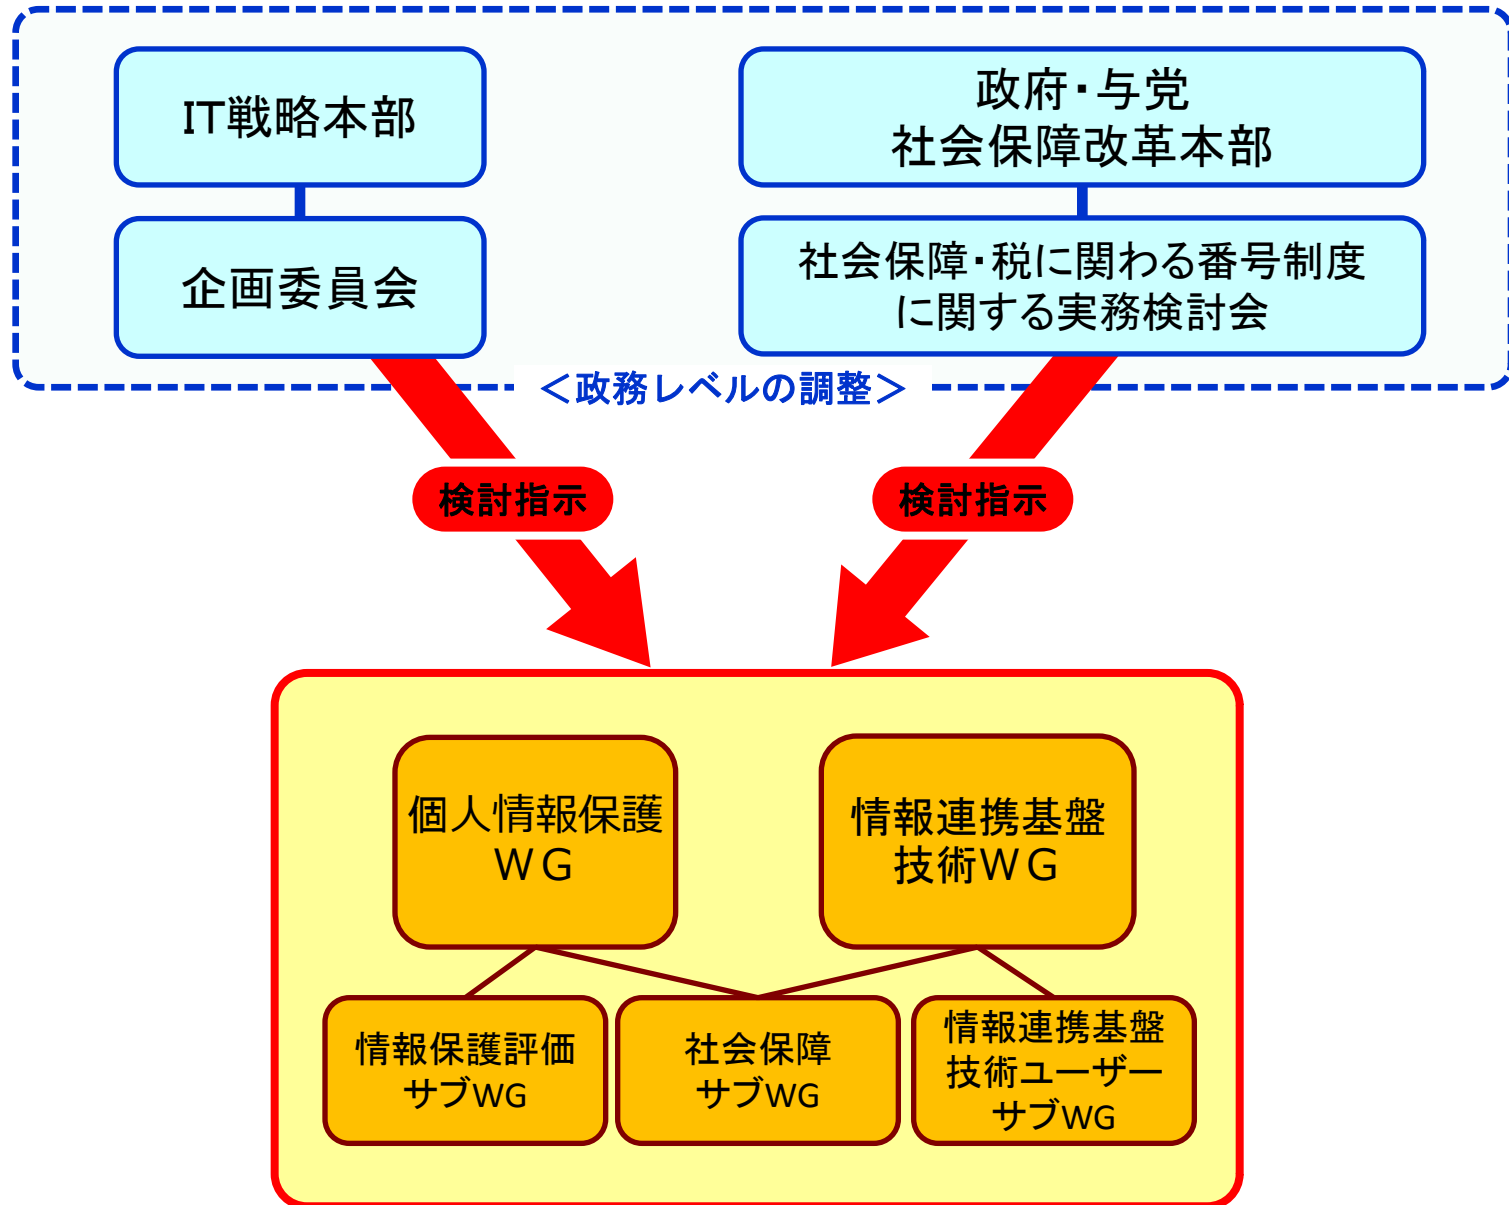 IT戦略本部
政府・与党
社会保障改革本部
企画委員会
社会保障・税に関わる番号制度
に関する実務検討会
＜政務レベルの調整＞
検討指示
検討指示
個人情報保護
ＷＧ
情報連携基盤
技術ＷＧ
情報保護評価
サブWG
社会保障
サブWG
情報連携基盤
技術ユーザー
サブWG